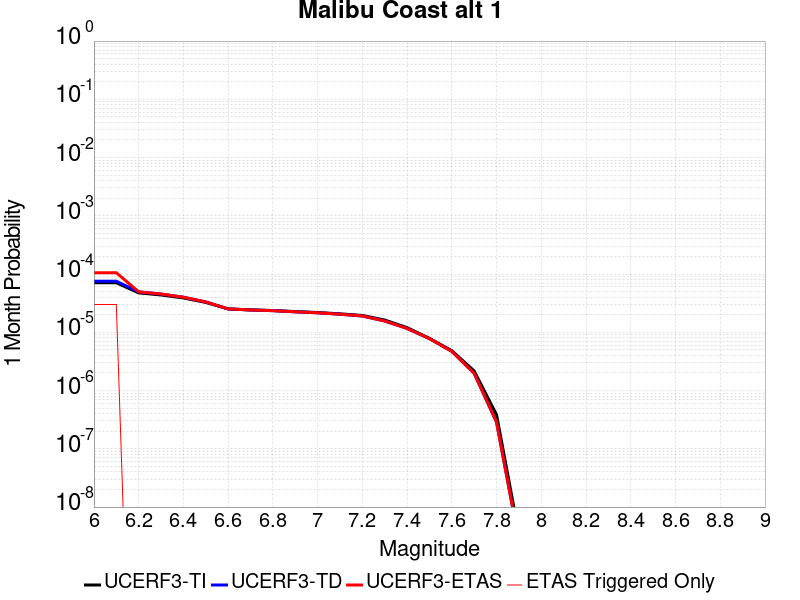 Malibu Coast alt 1
10^0
10^-1
10^-2
10^-3
10^-4
10^-5
10^-6
10^-7
10^-8
1 Month Probability
6 6.2 6.4 6.6 6.8 7 7.2 7.4 7.6 7.8 8 8.2 8.4 8.6 8.8 9
Magnitude
UCERF3-TI UCERF3-TD UCERF3-ETAS ETAS Triggered Only